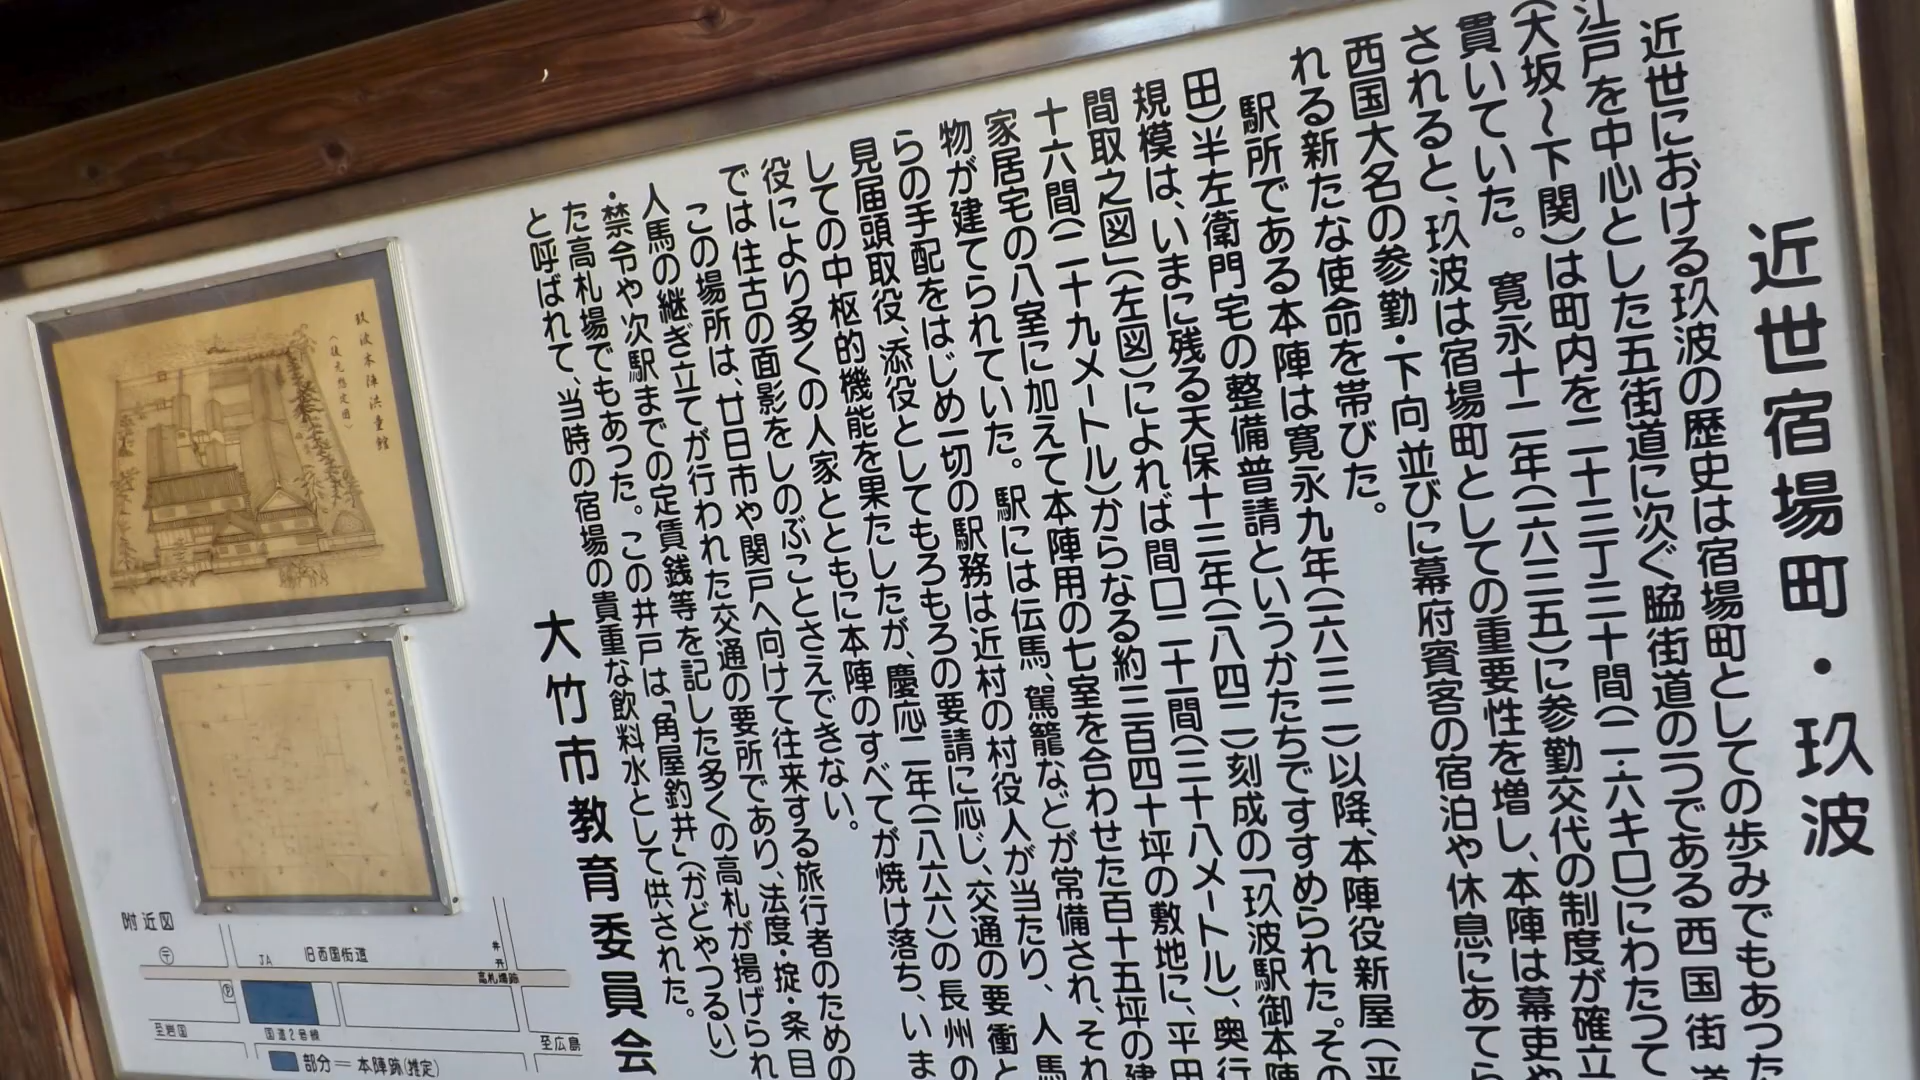 近世宿場町・玖波
近世における玖波の歴史は宿場町としての歩みでもあった
江戸を中心とした五街道に次ぐ脇街道の一つである西国街道
(大坂〜下関)は町内を二十三丁三十間(二・六キロ)にわたって
貫いていた。寛永十二年(一六三五)に参勤交代の制度が確立
されると、玖波は宿場町としての重要性を増し、本陣は幕吏や
西国大名の参勤・下向並びに幕府賓客の宿泊や休息にあてら
れる新たな使命を帯びた。
駅所である本陣は寛永九年(一六三二)以降、本陣役新屋(平
田)半左衛門宅の整備普請というかたちですすめられた。その
規模は、いまに残る天保十三年(一八四二)刻成の「玖波駅御本陣
間取之図」(左図)によれば間口二十一間(三十八メートル)、奥行
十六間(二十九メートル)からなる約三百四十坪の敷地に、平田
家居宅の八室に加えて本陣用の七室を合わせた百十五坪の建
物が建てられていた。駅には伝馬、駕籠などが常備され、それ
らの手配をはじめ一切の駅務は近村の村役人が当たり、人馬
見届頭取役、添役としてもろもろの要請に応じ、交通の要衝と
しての中枢的機能を果たしたが、慶応二年(一八六六)の長州の
役により多くの人家とともに本陣のすべてが焼け落ち、いま
では住古の面影をしのぶことさえできない。
この場所は、廿日市や関戸へ向けて往来する旅行者のための
人馬の継ぎ立てが行われた交通の要所であり、法度・掟・条目
・禁令や次駅までの定賃銭等を記した多くの高札が掲げられ
た高札場でもあった。この井戸は「角屋釣井」(かどやつるい)
と呼ばれて、当時の宿場の貴重な飲料水として供された。
大竹市教育委員会
玖波本陣洪量館
(復元想定図)
附近図
〒
JA
旧西国街道
井戸
高札場跡
P
至岩国
国道2号線
至広島
部分＝本陣跡(推定)